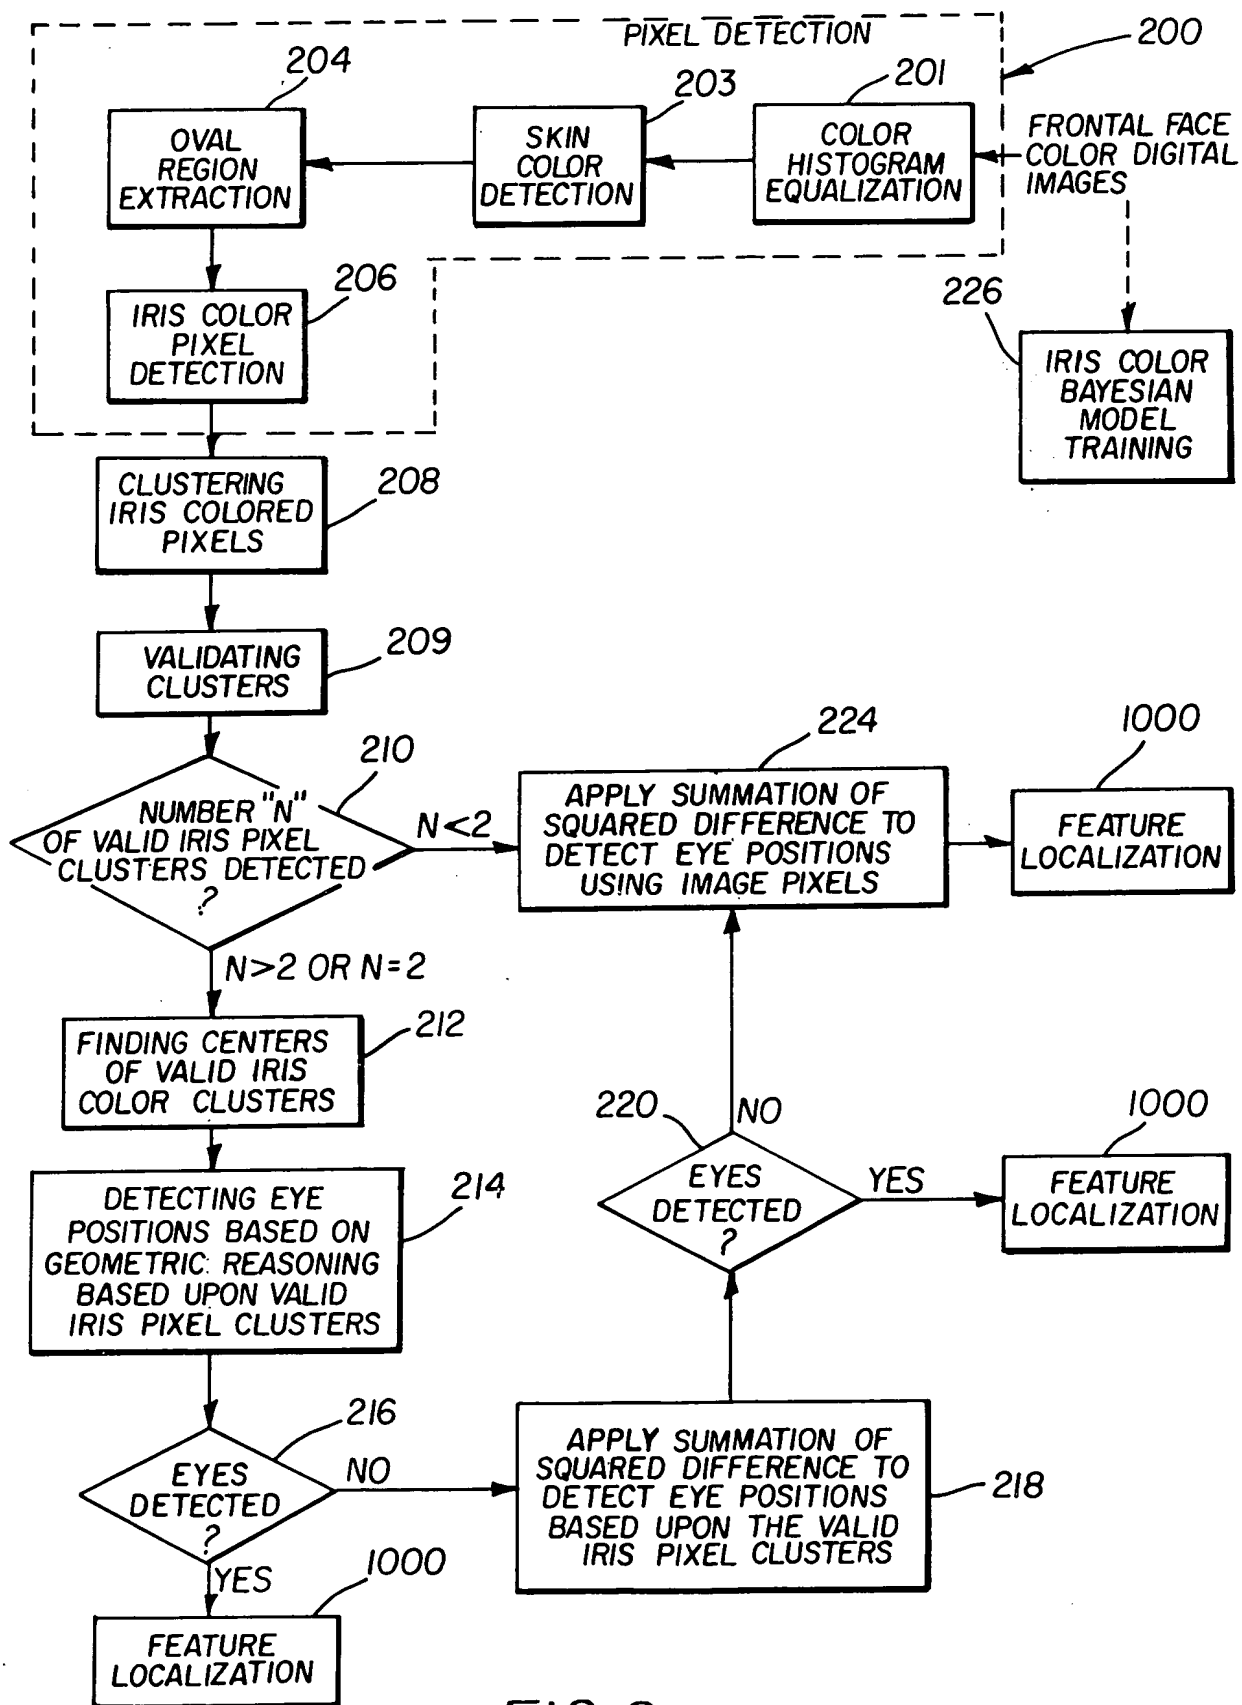 PIXEL DETECTION
200
204
203
201
OVAL
REGION
EXTRACTION
SKIN
COLOR
DETECTION
COLOR
HISTOGRAM
EQUALIZATION
FRONTAL FACE
COLOR DIGITAL
IMAGES
206
IRIS COLOR
PIXEL
DETECTION
226
IRIS COLOR
BAYESIAN
MODEL
TRAINING
208
CLUSTERING
IRIS COLORED
PIXELS
209
VALIDATING
CLUSTERS
210
NUMBER "N"
OF VALID IRIS PIXEL
CLUSTERS DETECTED
?
N<2
224
APPLY SUMMATION OF
SQUARED DIFFERENCE TO
DETECT EYE POSITIONS
USING IMAGE PIXELS
1000
FEATURE
LOCALIZATION
N>2 OR N=2
212
FINDING CENTERS
OF VALID IRIS
COLOR CLUSTERS
214
DETECTING EYE
POSITIONS BASED ON
GEOMETRIC REASONING
BASED UPON VALID
IRIS PIXEL CLUSTERS
220
NO
EYES
DETECTED
?
YES
1000
FEATURE
LOCALIZATION
216
EYES
DETECTED
?
NO
218
APPLY SUMMATION OF
SQUARED DIFFERENCE TO
DETECT EYE POSITIONS
BASED UPON THE VALID
IRIS PIXEL CLUSTERS
YES
1000
FEATURE
LOCALIZATION